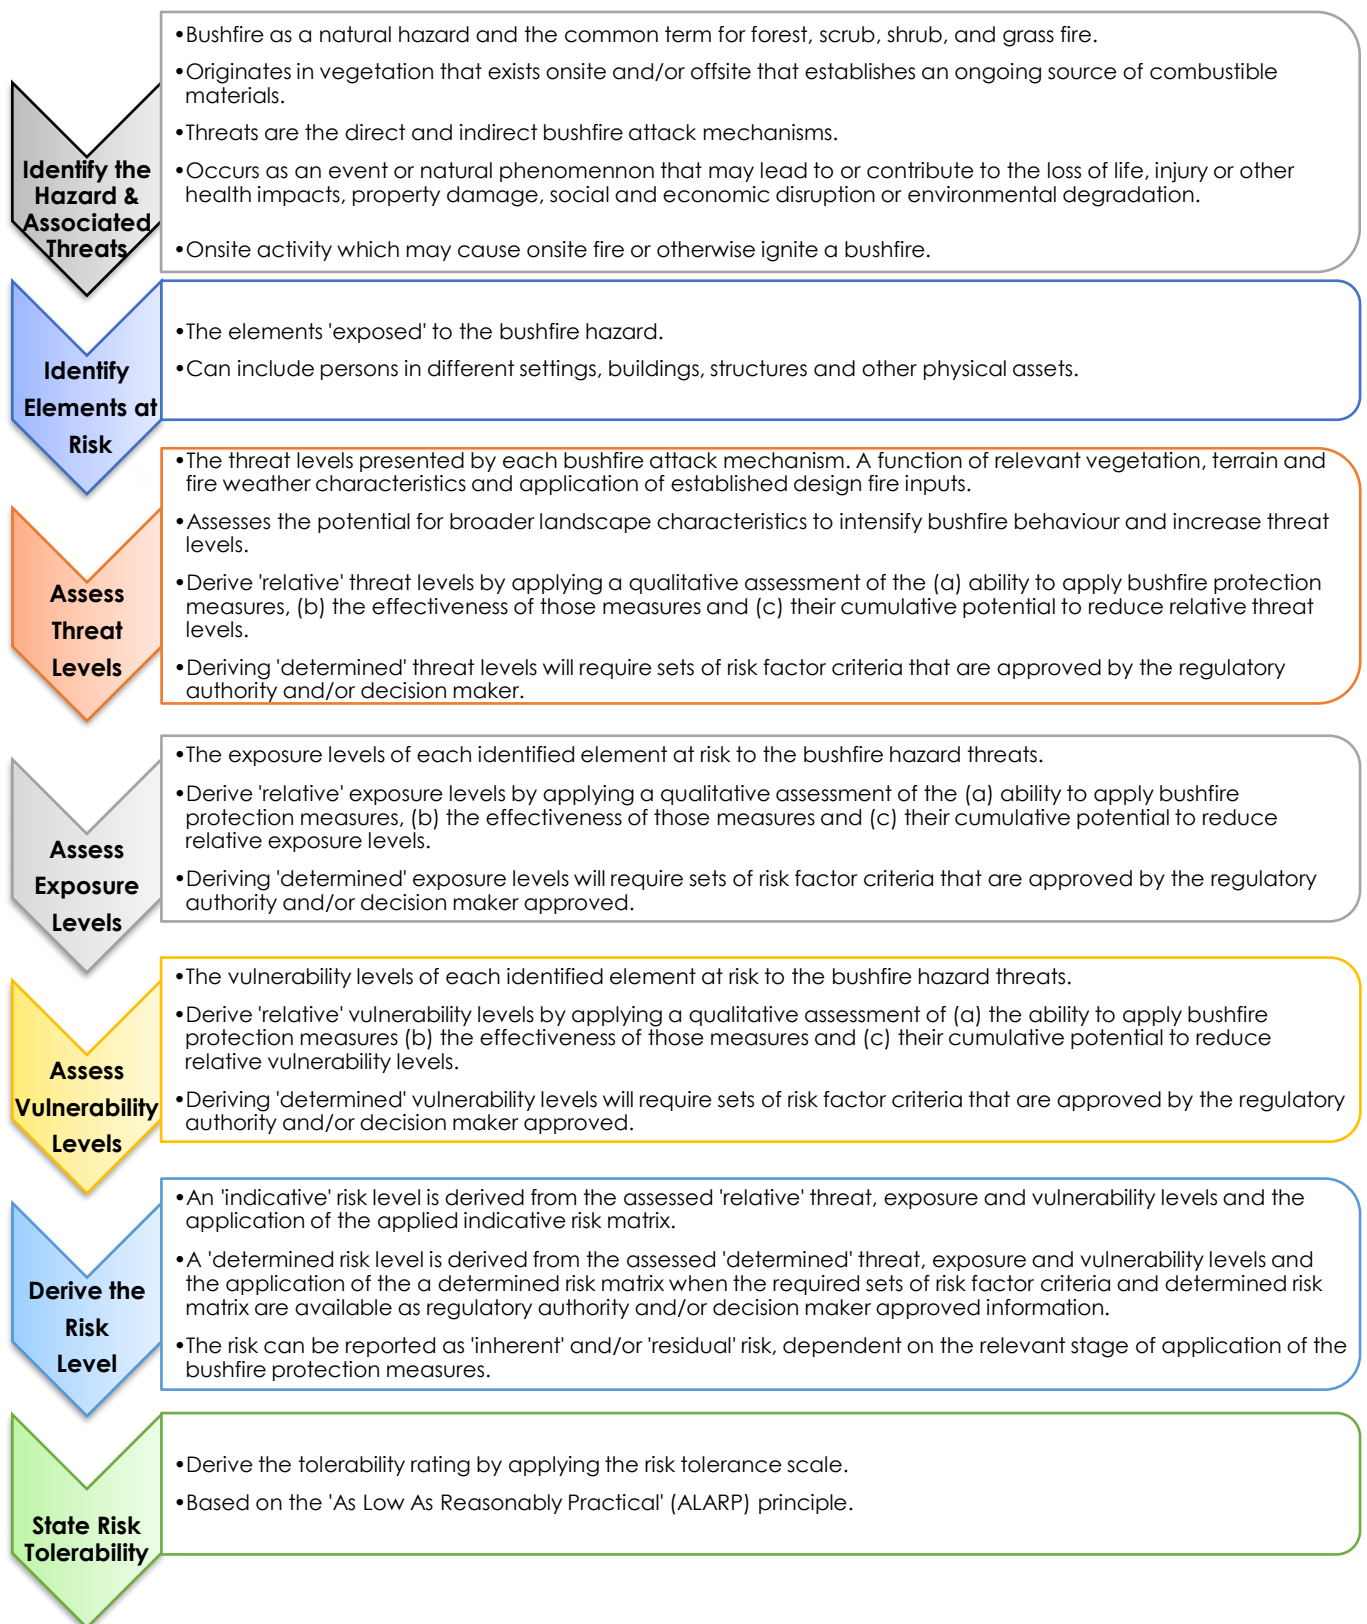 •Bushfire as a natural hazard and the common term for forest, scrub, shrub, and grass fire.
•Originates in vegetation that exists onsite and/or offsite that establishes an ongoing source of combustible
materials.
•Threats are the direct and indirect bushfire attack mechanisms.
•Occurs as an event or natural phenomennon that may lead to or contribute to the loss of life, injury or other
health impacts, property damage, social and economic disruption or environmental degradation.
•Onsite activity which may cause onsite fire or otherwise ignite a bushfire.
Identify the
Hazard &
Associated
Threats
•The elements 'exposed' to the bushfire hazard.
•Can include persons in different settings, buildings, structures and other physical assets.
Identify
Elements at
Risk
•The threat levels presented by each bushfire attack mechanism. A function of relevant vegetation, terrain and
fire weather characteristics and application of established design fire inputs.
•Assesses the potential for broader landscape characteristics to intensify bushfire behaviour and increase threat
levels.
•Derive 'relative' threat levels by applying a qualitative assessment of the (a) ability to apply bushfire protection
measures, (b) the effectiveness of those measures and (c) their cumulative potential to reduce relative threat
levels.
•Deriving 'determined' threat levels will require sets of risk factor criteria that are approved by the regulatory
authority and/or decision maker.
Assess
Threat
Levels
•The exposure levels of each identified element at risk to the bushfire hazard threats.
•Derive 'relative' exposure levels by applying a qualitative assessment of the (a) ability to apply bushfire
protection measures, (b) the effectiveness of those measures and (c) their cumulative potential to reduce
relative exposure levels.
•Deriving 'determined' exposure levels will require sets of risk factor criteria that are approved by the regulatory
authority and/or decision maker approved.
Assess
Exposure
Levels
•The vulnerability levels of each identified element at risk to the bushfire hazard threats.
•Derive 'relative' vulnerability levels by applying a qualitative assessment of (a) the ability to apply bushfire
protection measures (b) the effectiveness of those measures and (c) their cumulative potential to reduce
relative vulnerability levels.
•Deriving 'determined' vulnerability levels will require sets of risk factor criteria that are approved by the regulatory
authority and/or decision maker approved.
Assess
Vulnerability
Levels
•An 'indicative' risk level is derived from the assessed 'relative' threat, exposure and vulnerability levels and the
application of the applied indicative risk matrix.
•A 'determined risk level is derived from the assessed 'determined' threat, exposure and vulnerability levels and
the application of the a determined risk matrix when the required sets of risk factor criteria and determined risk
matrix are available as regulatory authority and/or decision maker approved information.
•The risk can be reported as 'inherent' and/or 'residual' risk, dependent on the relevant stage of application of the
bushfire protection measures.
Derive the
Risk
Level
•Derive the tolerability rating by applying the risk tolerance scale.
•Based on the 'As Low As Reasonably Practical' (ALARP) principle.
State Risk
Tolerability